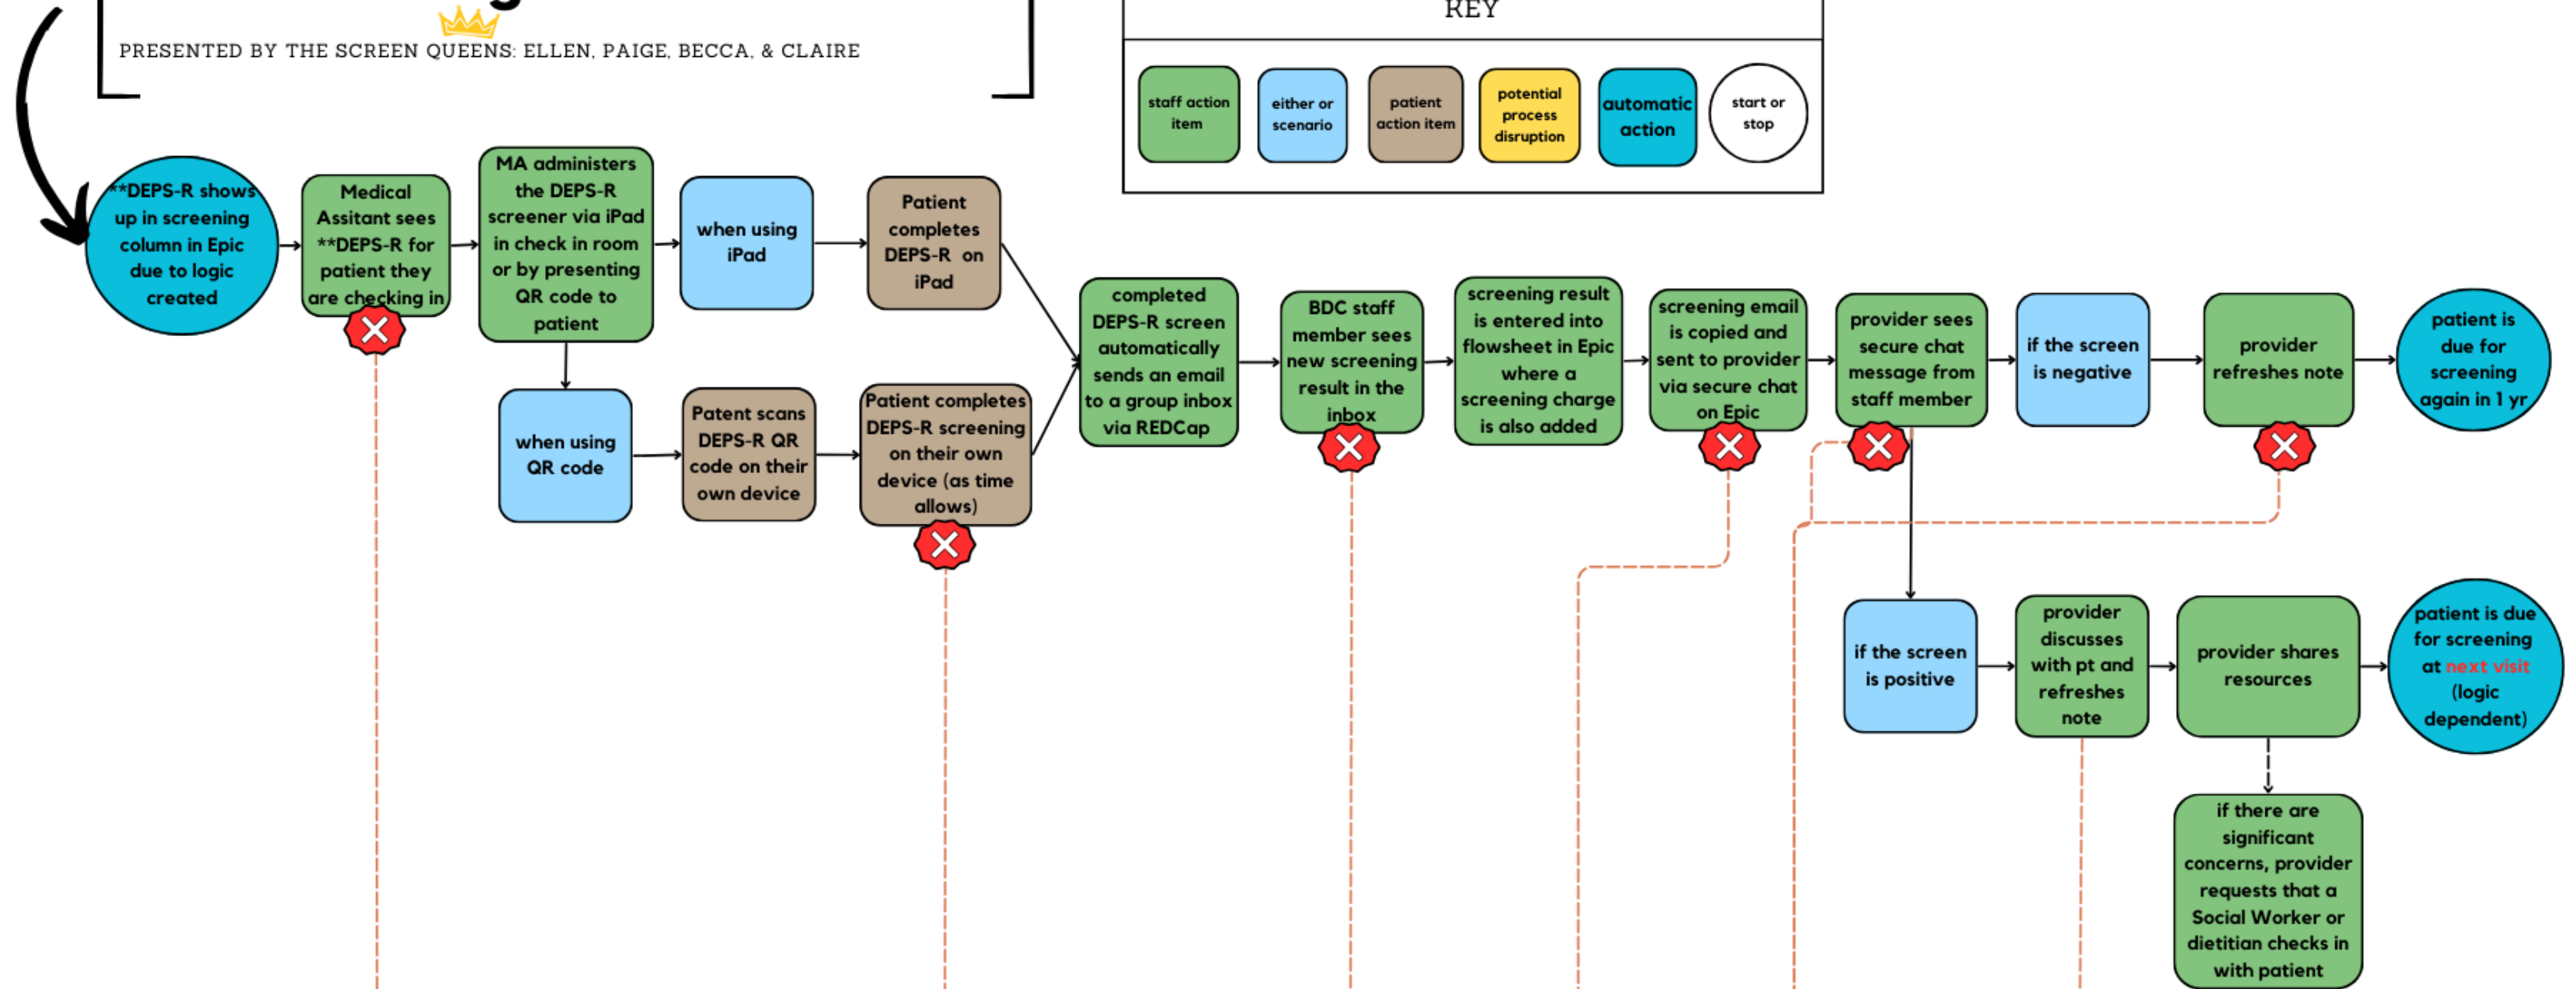 PRESENTED BY THE SCREEN QUEENS: ELLEN, PAIGE, BECCA, & CLAIRE
KEY
staff action
item
either or
scenario
patient
action item
potential
process
disruption
automatic
action
start or
stop
**DEPS-R shows
up in screening
column in Epic
due to logic
created
Medical
Assitant sees
**DEPS-R for
patient they
are checking in
MA administers
the DEPS-R
screener via iPad
in check in room
or by presenting
QR code to
patient
when using
iPad
Patient
completes
DEPS-R on
iPad
when using
QR code
Patent scans
DEPS-R QR
code on their
own device
Patient completes
DEPS-R screening
on their own
device (as time
allows)
completed
DEPS-R screen
automatically
sends an email
to a group inbox
via REDCap
BDC staff
member sees
new screening
result in the
inbox
screening result
is entered into
flowsheet in Epic
where a
screening charge
is also added
screening email
is copied and
sent to provider
via secure chat
on Epic
provider sees
secure chat
message from
staff member
if the screen
is negative
provider
refreshes note
patient is
due for
screening
again in 1 yr
if the screen
is positive
provider
discusses
with pt and
refreshes
note
provider shares
resources
patient is due
for screening
at next visit
(logic
dependent)
if there are
significant
concerns, provider
requests that a
Social Worker or
dietitian checks in
with patient